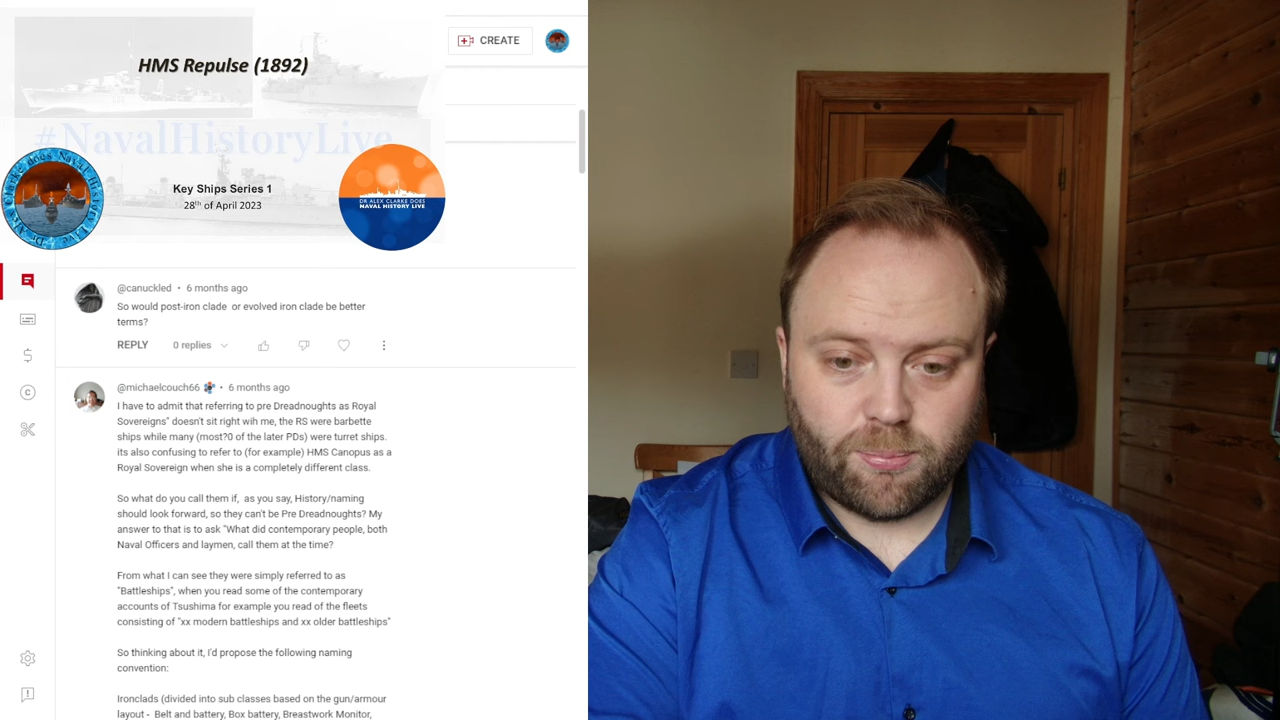 HMS Repulse (1892)
#NavalHistoryLive
Key Ships Series 1
28th of April 2023
Dr Alex Clarke does Naval History Live
DR ALEX CLARKE DOES
NAVAL HISTORY LIVE
CREATE
@canuckled • 6 months ago
So would post-iron clade or evolved iron clade be better
terms?
REPLY 0 replies
@michaelcouch66 • 6 months ago
I have to admit that referring to pre Dreadnoughts as Royal
Sovereigns" doesn't sit right wih me, the RS were barbette
ships while many (most?0 of the later PDs) were turret ships.
its also confusing to refer to (for example) HMS Canopus as a
Royal Sovereign when she is a completely different class.
So what do you call them if, as you say, History/naming
should look forward, so they can't be Pre Dreadnoughts? My
answer to that is to ask "What did contemporary people, both
Naval Officers and laymen, call them at the time?
From what I can see they were simply referred to as
"Battleships", when you read some of the contemporary
accounts of Tsushima for example you read of the fleets
consisting of "xx modern battleships and xx older battleships"
So thinking about it, I'd propose the following naming
convention:
Ironclads (divided into sub classes based on the gun/armour
layout - Belt and battery, Box battery, Breastwork Monitor,